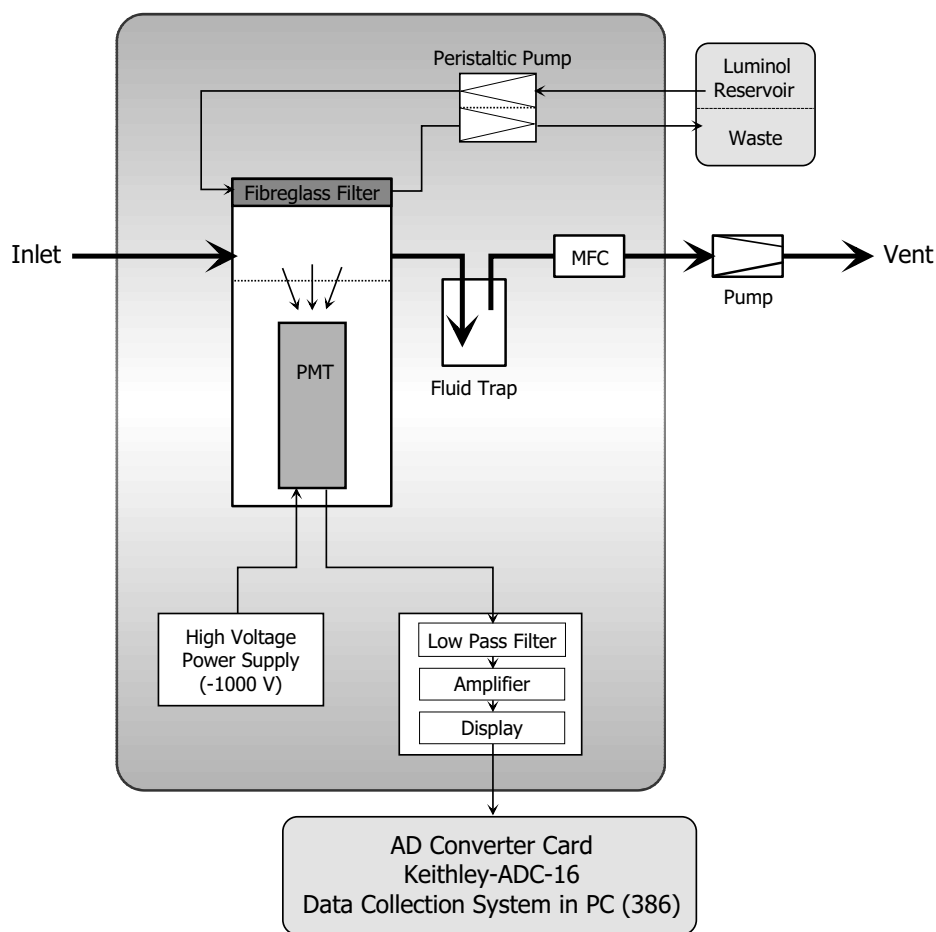 Peristaltic Pump
Luminol
Reservoir
Waste
Fibreglass Filter
Inlet
MFC
Vent
Pump
PMT
Fluid Trap
High Voltage
Power Supply
(-1000 V)
Low Pass Filter
Amplifier
Display
AD Converter Card
Keithley-ADC-16
Data Collection System in PC (386)